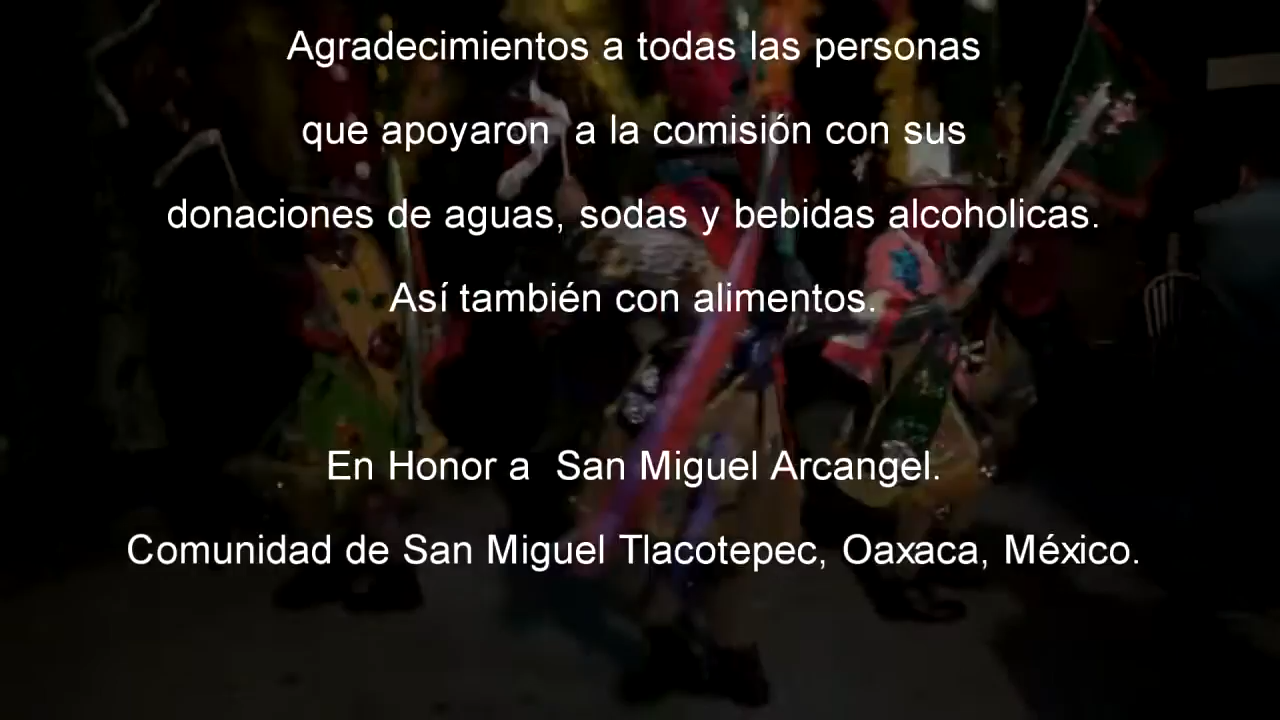 Agradecimientos a todas las personas
que apoyaron a la comisión con sus
donaciones de aguas, sodas y bebidas alcoholicas.
Así también con alimentos.
En Honor a San Miguel Arcangel.
Comunidad de San Miguel Tlacotepec, Oaxaca, México.